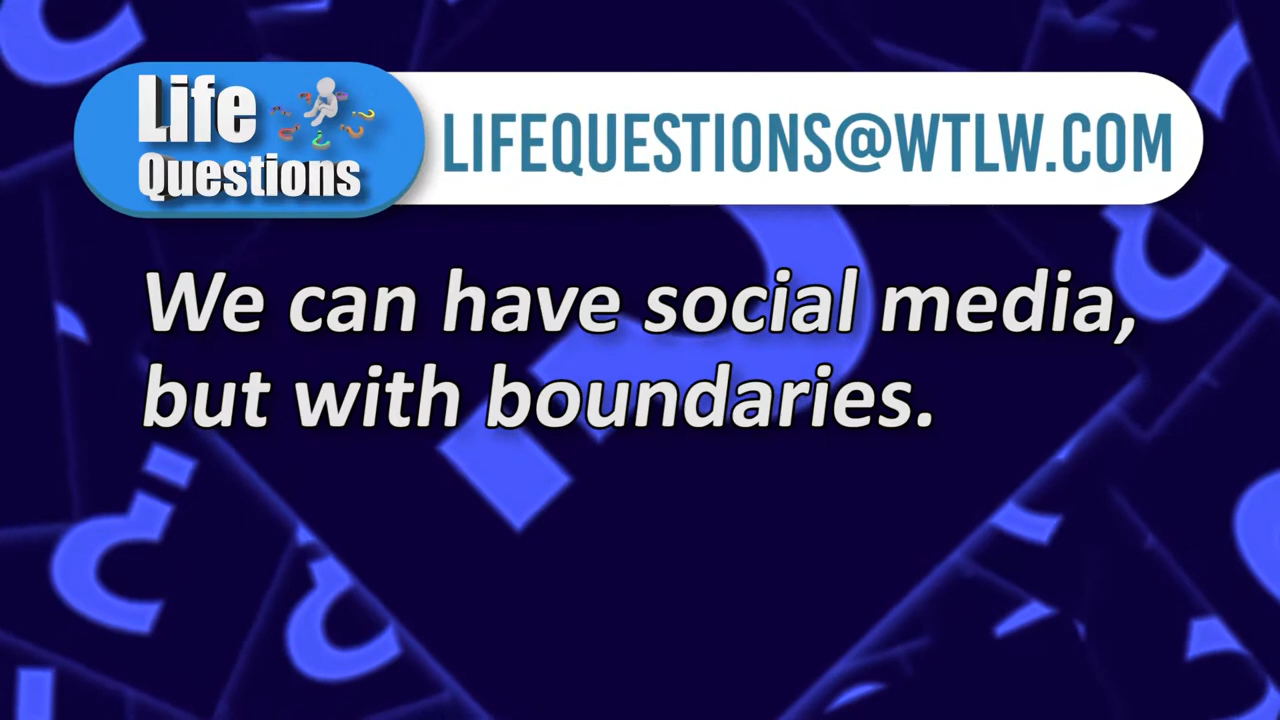 Life
Questions
LIFEQUESTIONS@WTLW.COM
We can have social media,
but with boundaries.